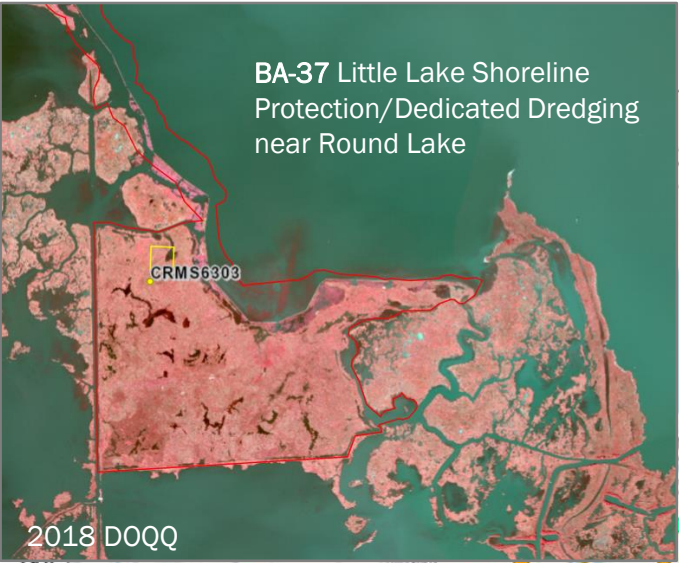 BA-37 Little Lake Shoreline
Protection/Dedicated Dredging
near Round Lake
CRMS6303
2018 DOQQ